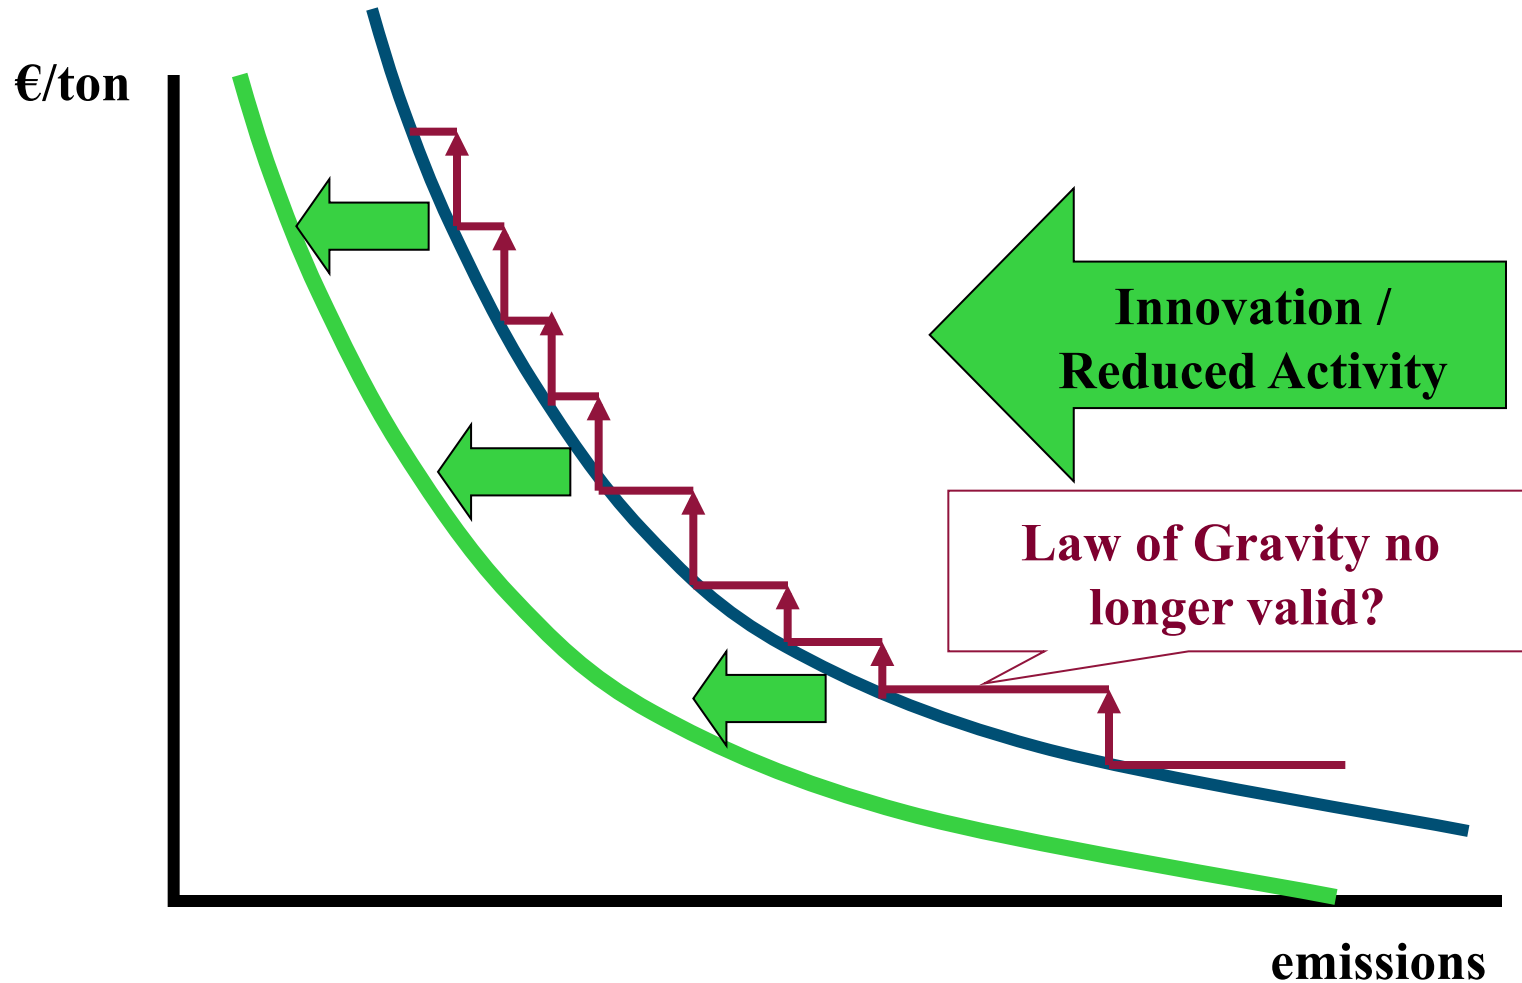 €/ton
Innovation /
Reduced Activity
Law of Gravity no
longer valid?
emissions